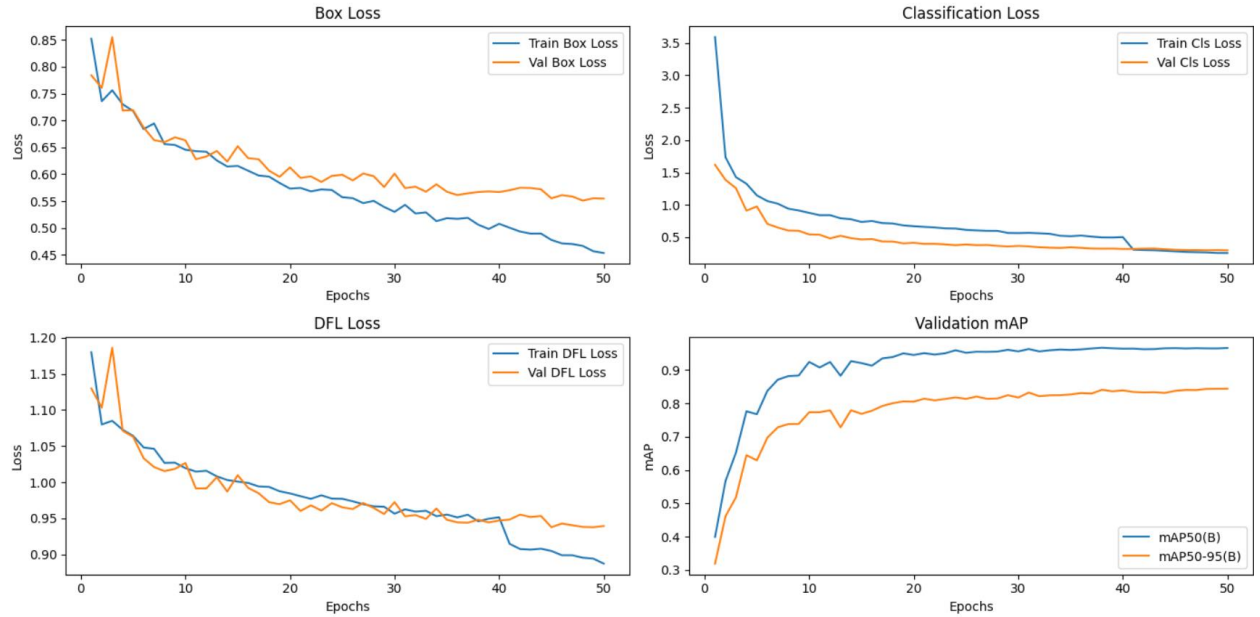 Box Loss
0.85
0.80
0.75
0.70
0.65
0.60
0.55
0.50
0.45
Loss
Train Box Loss
Val Box Loss
0 10 20 30 40 50
Epochs
Classification Loss
3.5
3.0
2.5
2.0
1.5
1.0
0.5
Loss
Train Cls Loss
Val Cls Loss
0 10 20 30 40 50
Epochs
DFL Loss
1.20
1.15
1.10
1.05
1.00
0.95
0.90
Loss
Train DFL Loss
Val DFL Loss
0 10 20 30 40 50
Epochs
Validation mAP
0.9
0.8
0.7
0.6
0.5
0.4
0.3
mAP
mAP50(B)
mAP50-95(B)
0 10 20 30 40 50
Epochs